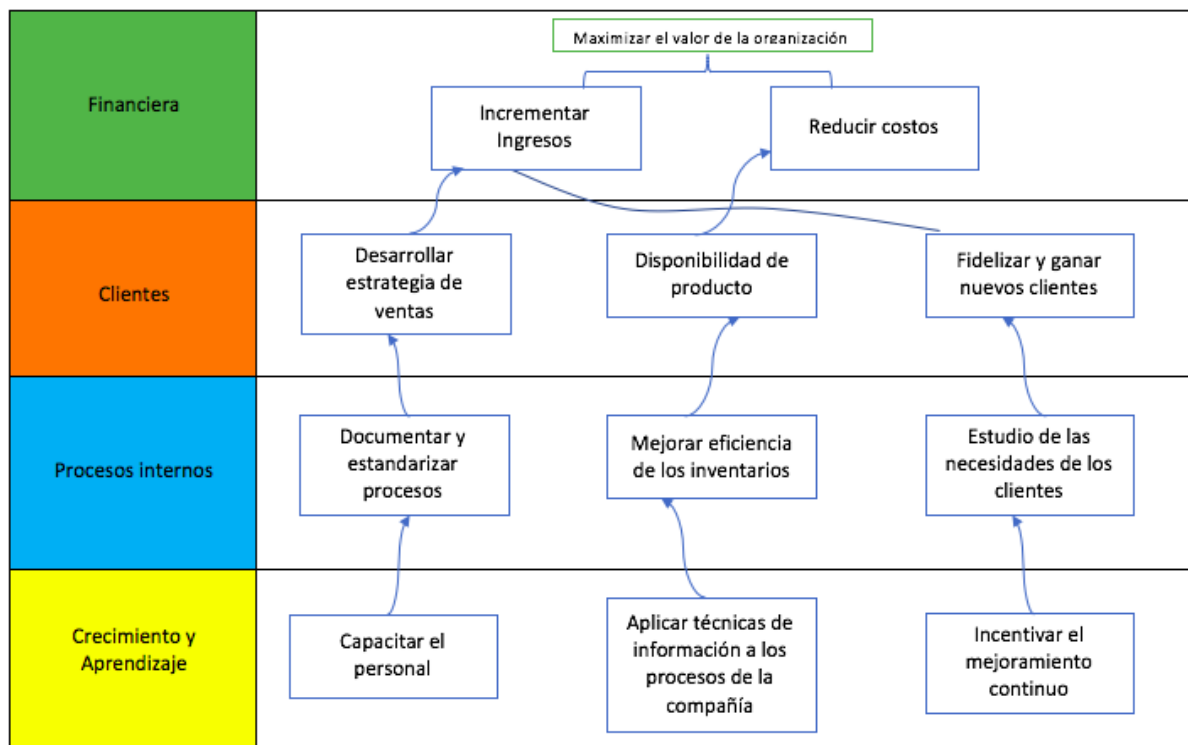 Maximizar el valor de la organización
Financiera
Incrementar
Ingresos
Reducir costos
Clientes
Desarrollar
estrategia de
ventas
Disponibilidad de
producto
Fidelizar y ganar
nuevos clientes
Procesos internos
Documentar y
estandarizar
procesos
Mejorar eficiencia
de los inventarios
Estudio de las
necesidades de los
clientes
Crecimiento y
Aprendizaje
Capacitar el
personal
Aplicar técnicas de
información a los
procesos de la
compañía
Incentivar el
mejoramiento
continuo